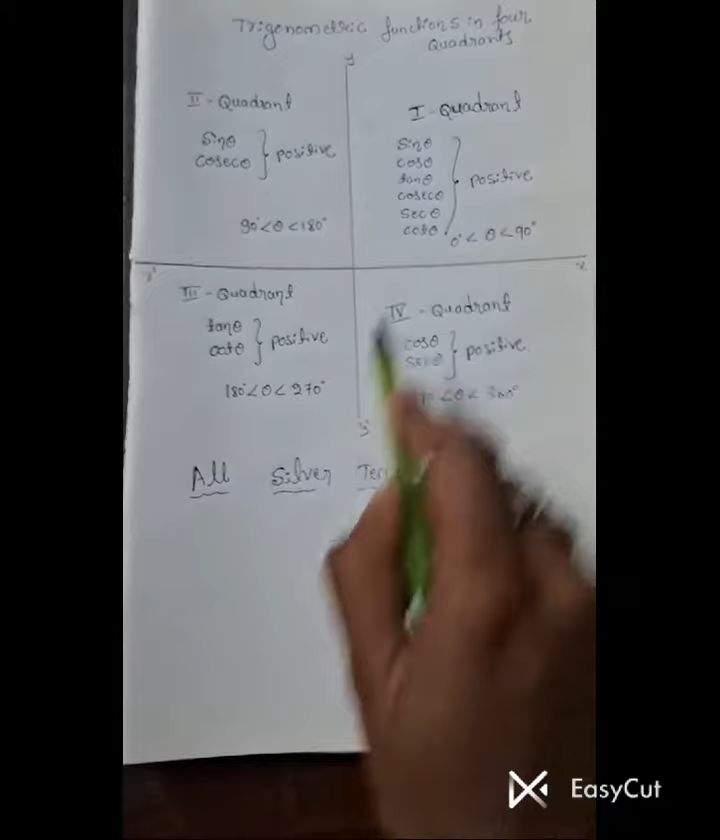 Trigonometric functions in four
Quadrants
y
II - Quadrant
sinθ
cosecθ
positive
90°<θ<180°
I - Quadrant
sinθ
cosθ
tanθ
cosecθ
secθ
cotθ
positive
0°< θ <90°
x'
x
III - Quadrant
tanθ
cotθ
positive
180°<θ< 270°
IV - Quadrant
cosθ
secθ
positive
<θ<
y'
All Silver
EasyCut